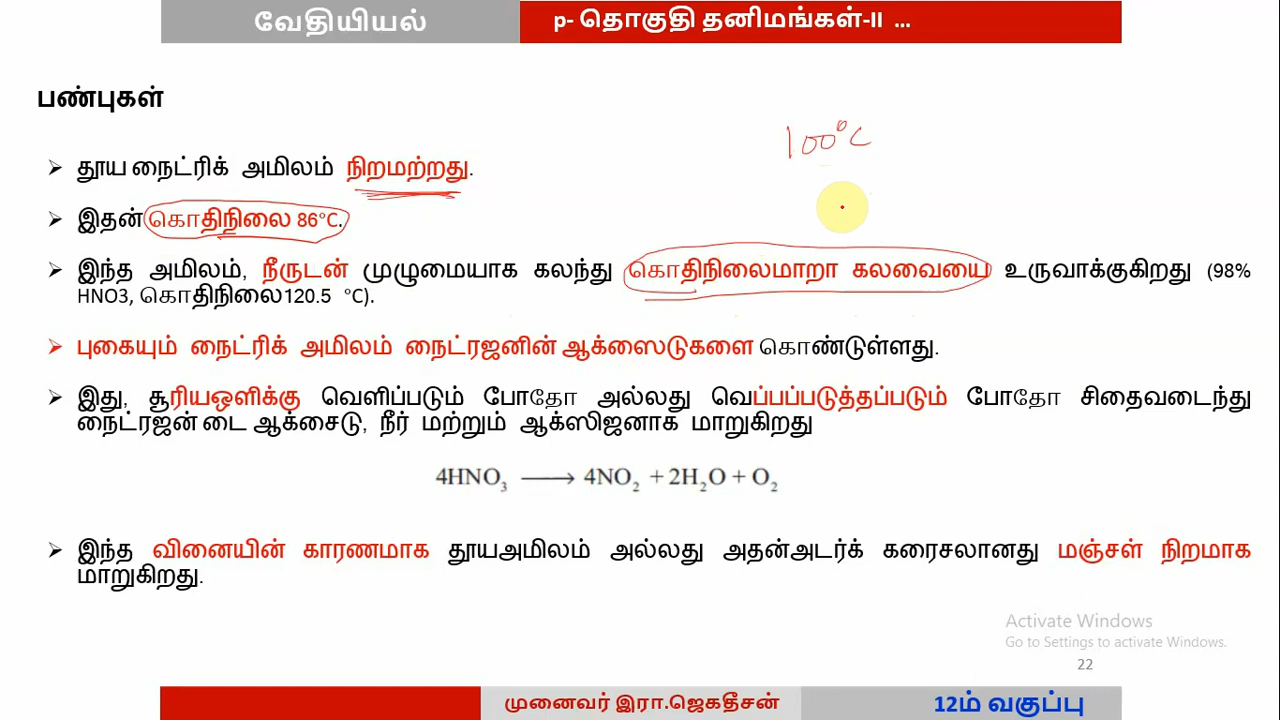 வேதியியல்
p- தொகுதி தனிமங்கள்-II ...
பண்புகள்
100°C
➢ தூய நைட்ரிக் அமிலம் நிறமற்றது.
➢ இதன் கொதிநிலை 86°C.
➢ இந்த அமிலம், நீருடன் முழுமையாக கலந்து கொதிநிலைமாறா கலவையை உருவாக்குகிறது (98%
HNO3, கொதிநிலை120.5 °C).
➢ புகையும் நைட்ரிக் அமிலம் நைட்ரஜனின் ஆக்ஸைடுகளை கொண்டுள்ளது.
➢ இது, சூரியஒளிக்கு வெளிப்படும் போதோ அல்லது வெப்பப்படுத்தப்படும் போதோ சிதைவடைந்து
நைட்ரஜன் டை ஆக்சைடு, நீர் மற்றும் ஆக்ஸிஜனாக மாறுகிறது
4HNO₃ ⟶ 4NO₂ + 2H₂O + O₂
➢ இந்த வினையின் காரணமாக தூயஅமிலம் அல்லது அதன்அடர்க் கரைசலானது மஞ்சள் நிறமாக
மாறுகிறது.
Activate Windows
Go to Settings to activate Windows.
22
முனைவர் இரா.ஜெகதீசன்
12ம் வகுப்பு